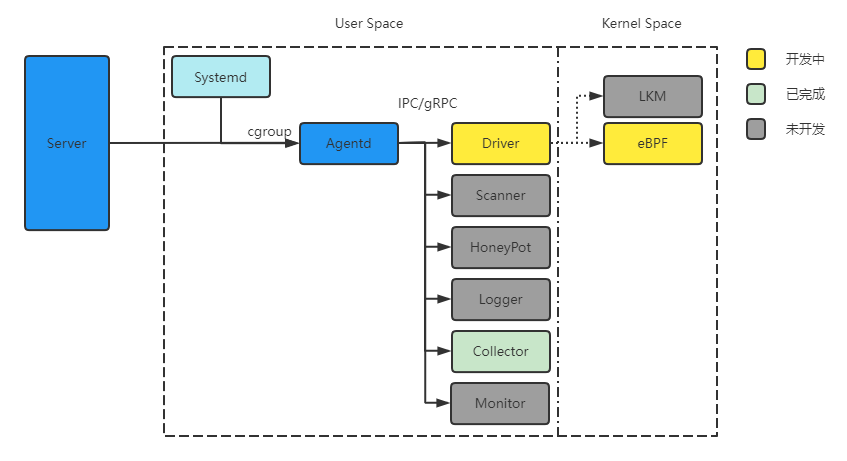 User Space
Kernel Space
Systemd
开发中
IPC/gRPC
LKM
已完成
cgroup
未开发
Server
Agentd
Driver
eBPF
Scanner
HoneyPot
Logger
Collector
Monitor